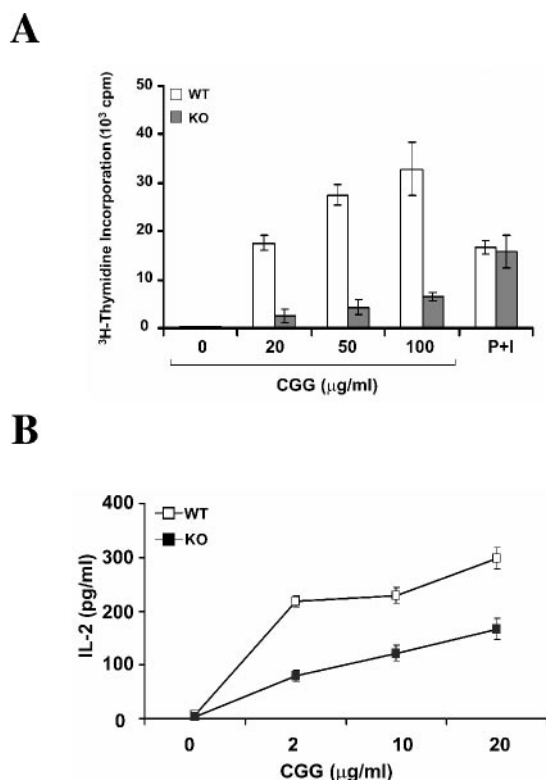 A
³H-Thymidine Incorporation (10³ cpm)
50
40
30
20
10
0
WT
KO
0 20 50 100 P+I
CGG (μg/ml)
B
IL-2 (pg/ml)
400
300
200
100
0
WT
KO
0 2 10 20
CGG (μg/ml)